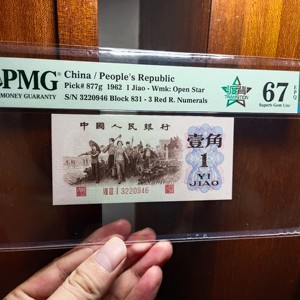 PMG
MONEY GUARANTY
China / People's Republic
Pick# 877g 1962 1 Jiao - Wmk: Open Star
S/N 3220946 Block 831 - 3 Red R. Numerals
67
EPQ
Superb Gem Unc
中国人民银行
壹角
1
YI
JIAO
I 3220946